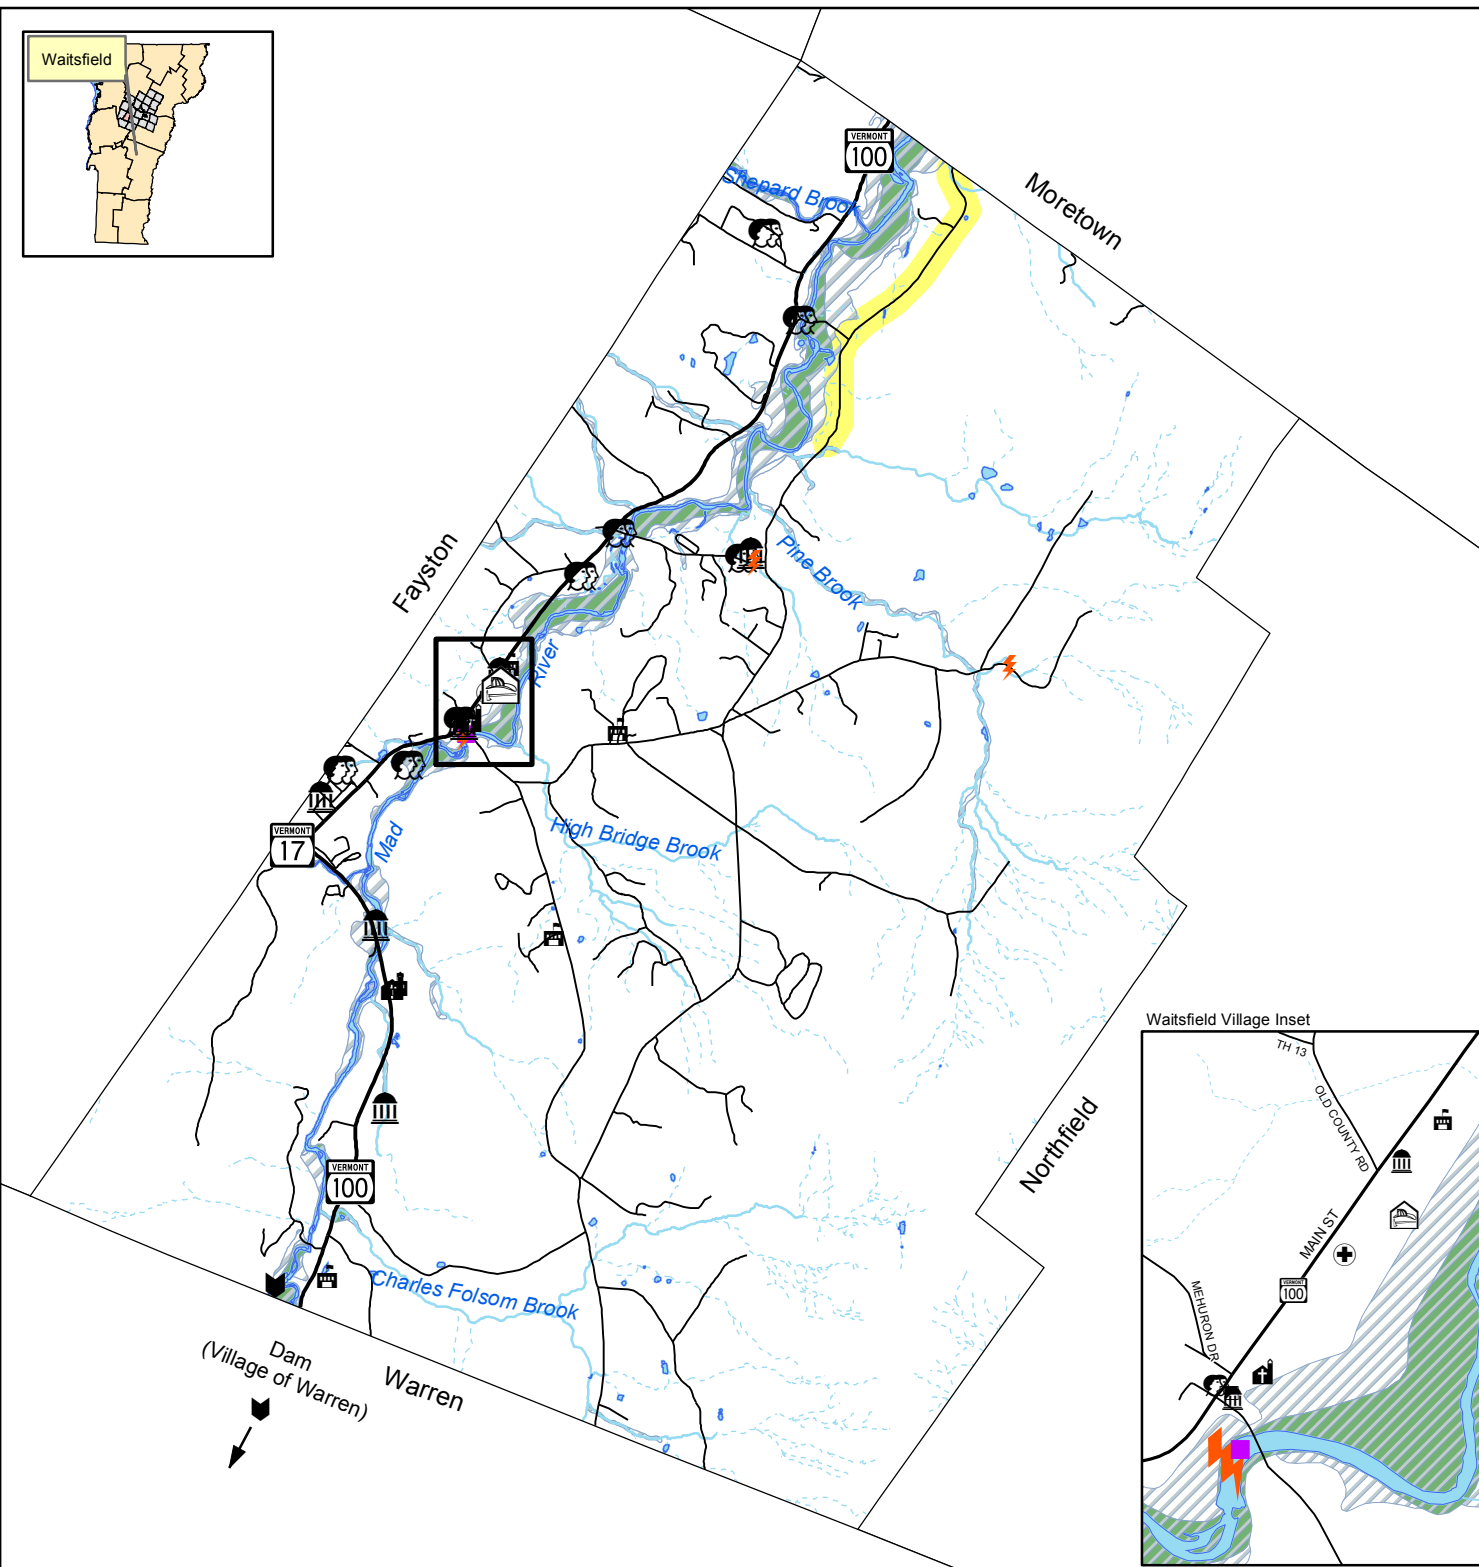 Waitsfield
VERMONT
100
Moretown
Shepard Brook
Fayston
Pine Brook
River
VERMONT
17
Mad
High Bridge Brook
Northfield
VERMONT
100
Charles Folsom Brook
Dam
(Village of Warren)
Warren
Waitsfield Village Inset
TH 13
OLD COUNTY RD
MAIN ST
VERMONT
100
MEHURON DR